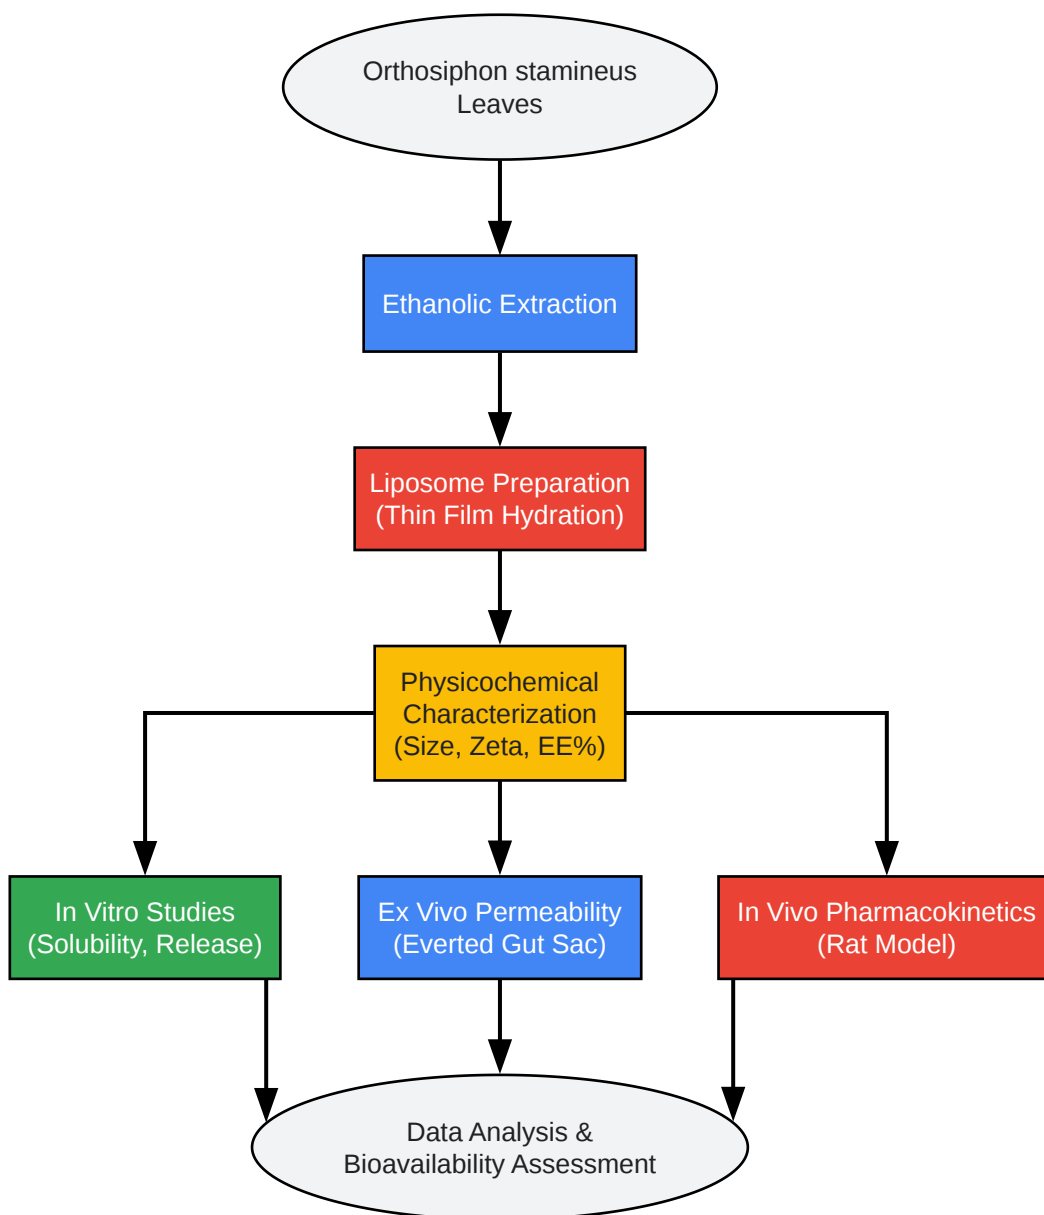 Orthosiphon stamineus
Leaves
Ethanolic Extraction
Liposome Preparation
(Thin Film Hydration)
Physicochemical
Characterization
(Size, Zeta, EE%)
In Vitro Studies
(Solubility, Release)
Ex Vivo Permeability
(Everted Gut Sac)
In Vivo Pharmacokinetics
(Rat Model)
Data Analysis &
Bioavailability Assessment